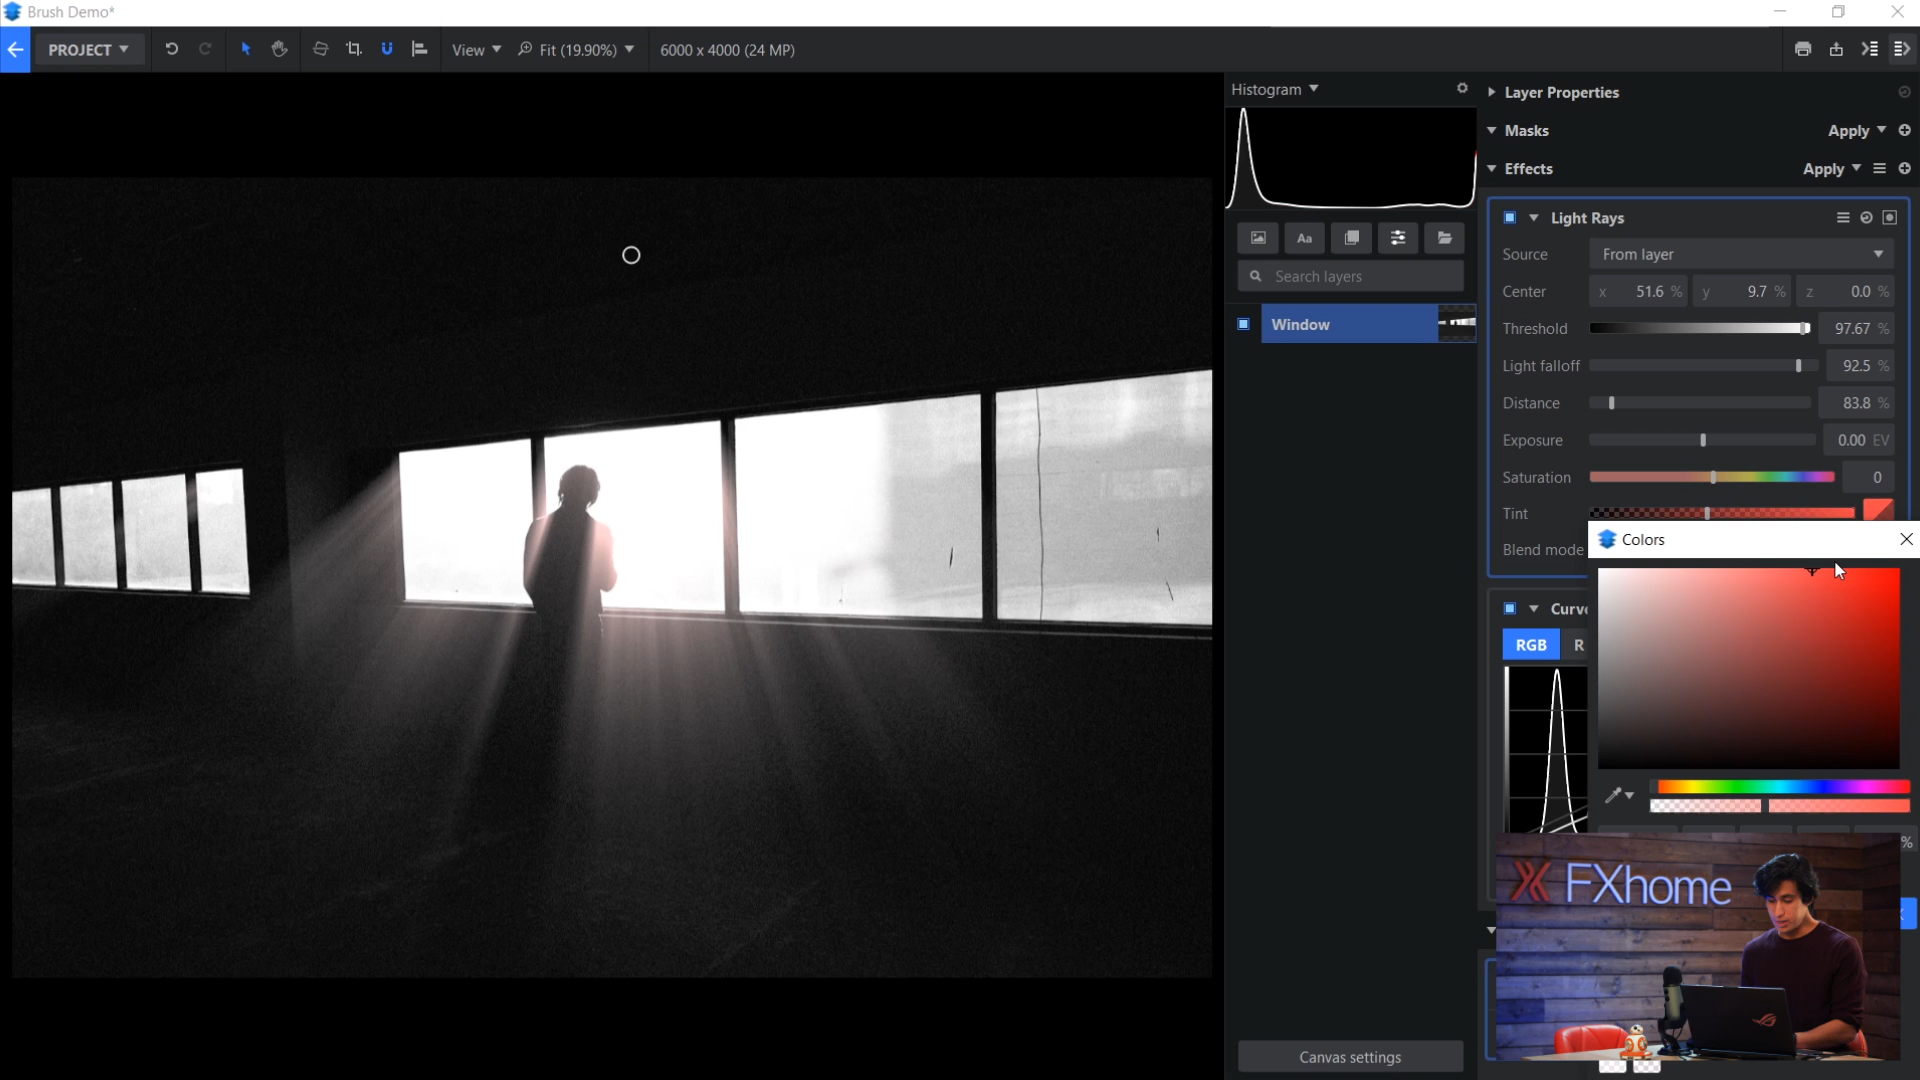 Brush Demo*
PROJECT
View
Fit (19.90%)
6000 x 4000 (24 MP)
Histogram
Aa
Search layers
Window
Canvas settings
Layer Properties
Masks
Apply
Effects
Apply
Light Rays
Source
From layer
Center
x 51.6 % y 9.7 % z 0.0 %
Threshold
97.67 %
Light falloff
92.5 %
Distance
83.8 %
Exposure
0.00 EV
Saturation
0
Tint
Blend mode
Colors
Curve
RGB
R
%
FXhome